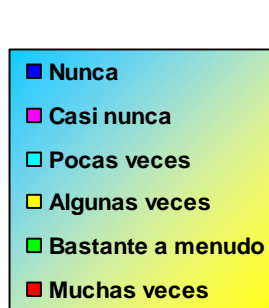 Nunca
Casi nunca
Pocas veces
Algunas veces
Bastante a menudo
Muchas veces